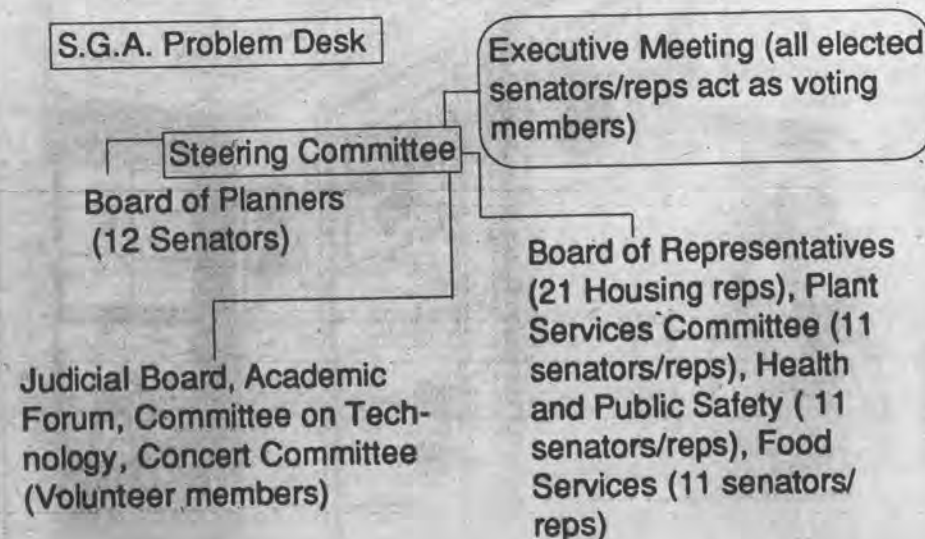 S.G.A. Problem Desk
Executive Meeting (all elected
senators/reps act as voting
members)
Steering Committee
Board of Planners
(12 Senators)
Board of Representatives
(21 Housing reps), Plant
Services Committee (11
senators/reps), Health
and Public Safety ( 11
senators/reps), Food
Services (11 senators/
reps)
Judicial Board, Academic
Forum, Committee on Tech-
nology, Concert Committee
(Volunteer members)